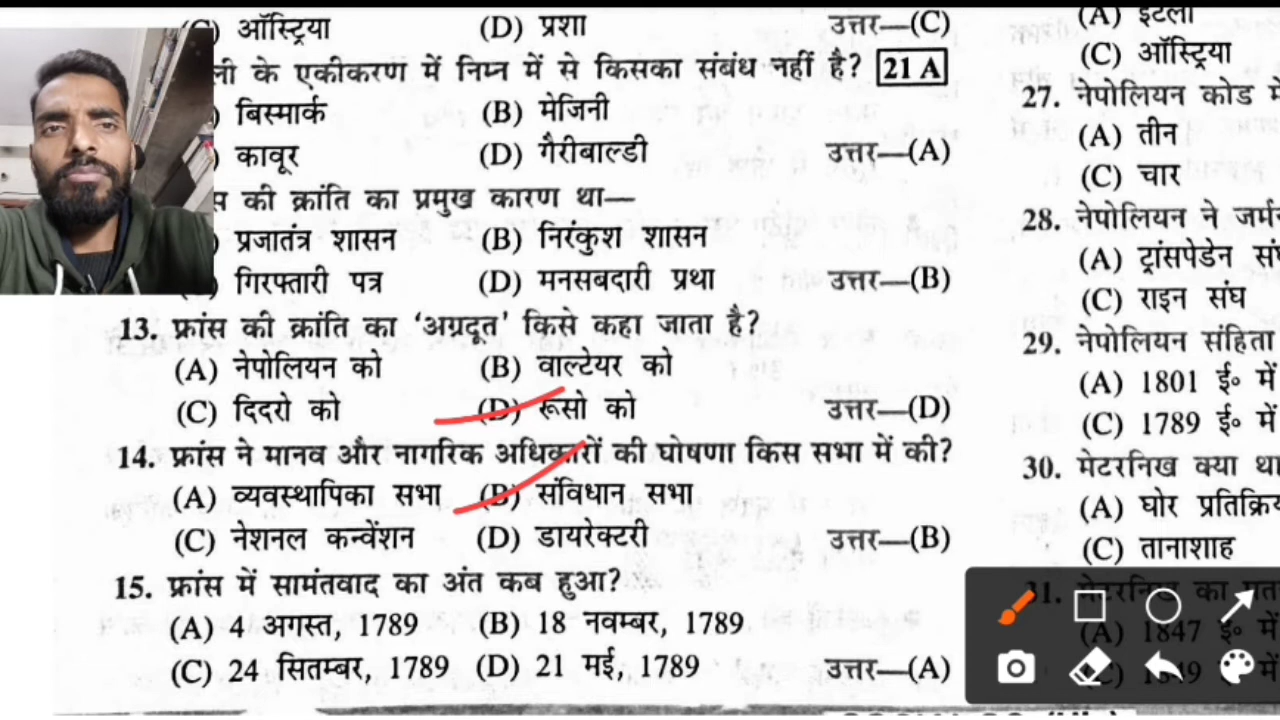 (C) ऑस्ट्रिया (D) प्रशा उत्तर—(C)
ली के एकीकरण में निम्न में से किसका संबंध नहीं है? 21 A
) बिस्मार्क (B) मेजिनी
) कावूर (D) गैरीबाल्डी उत्तर—(A)
स की क्रांति का प्रमुख कारण था—
) प्रजातंत्र शासन (B) निरंकुश शासन
गिरफ्तारी पत्र (D) मनसबदारी प्रथा उत्तर—(B)
13. फ्रांस की क्रांति का 'अग्रदूत' किसे कहा जाता है?
(A) नेपोलियन को (B) वाल्टेयर को
(C) दिदरो को (D) रूसो को उत्तर—(D)
14. फ्रांस ने मानव और नागरिक अधिकारों की घोषणा किस सभा में की?
(A) व्यवस्थापिका सभा (B) संविधान सभा
(C) नेशनल कन्वेंशन (D) डायरेक्टरी उत्तर—(B)
15. फ्रांस में सामंतवाद का अंत कब हुआ?
(A) 4 अगस्त, 1789 (B) 18 नवम्बर, 1789
(C) 24 सितम्बर, 1789 (D) 21 मई, 1789 उत्तर—(A)
(A) इटली
(C) ऑस्ट्रिया
27. नेपोलियन कोड में
(A) तीन
(C) चार
28. नेपोलियन ने जर्मन
(A) ट्रांसपेडेन संघ
(C) राइन संघ
29. नेपोलियन संहिता
(A) 1801 ई॰ में
(C) 1789 ई॰ में
30. मेटरनिख क्या था
(A) घोर प्रतिक्रिय
(C) तानाशाह
31. मेटरनिख का
(A) 1847 ई॰ में
(C) 1849 ई॰ में